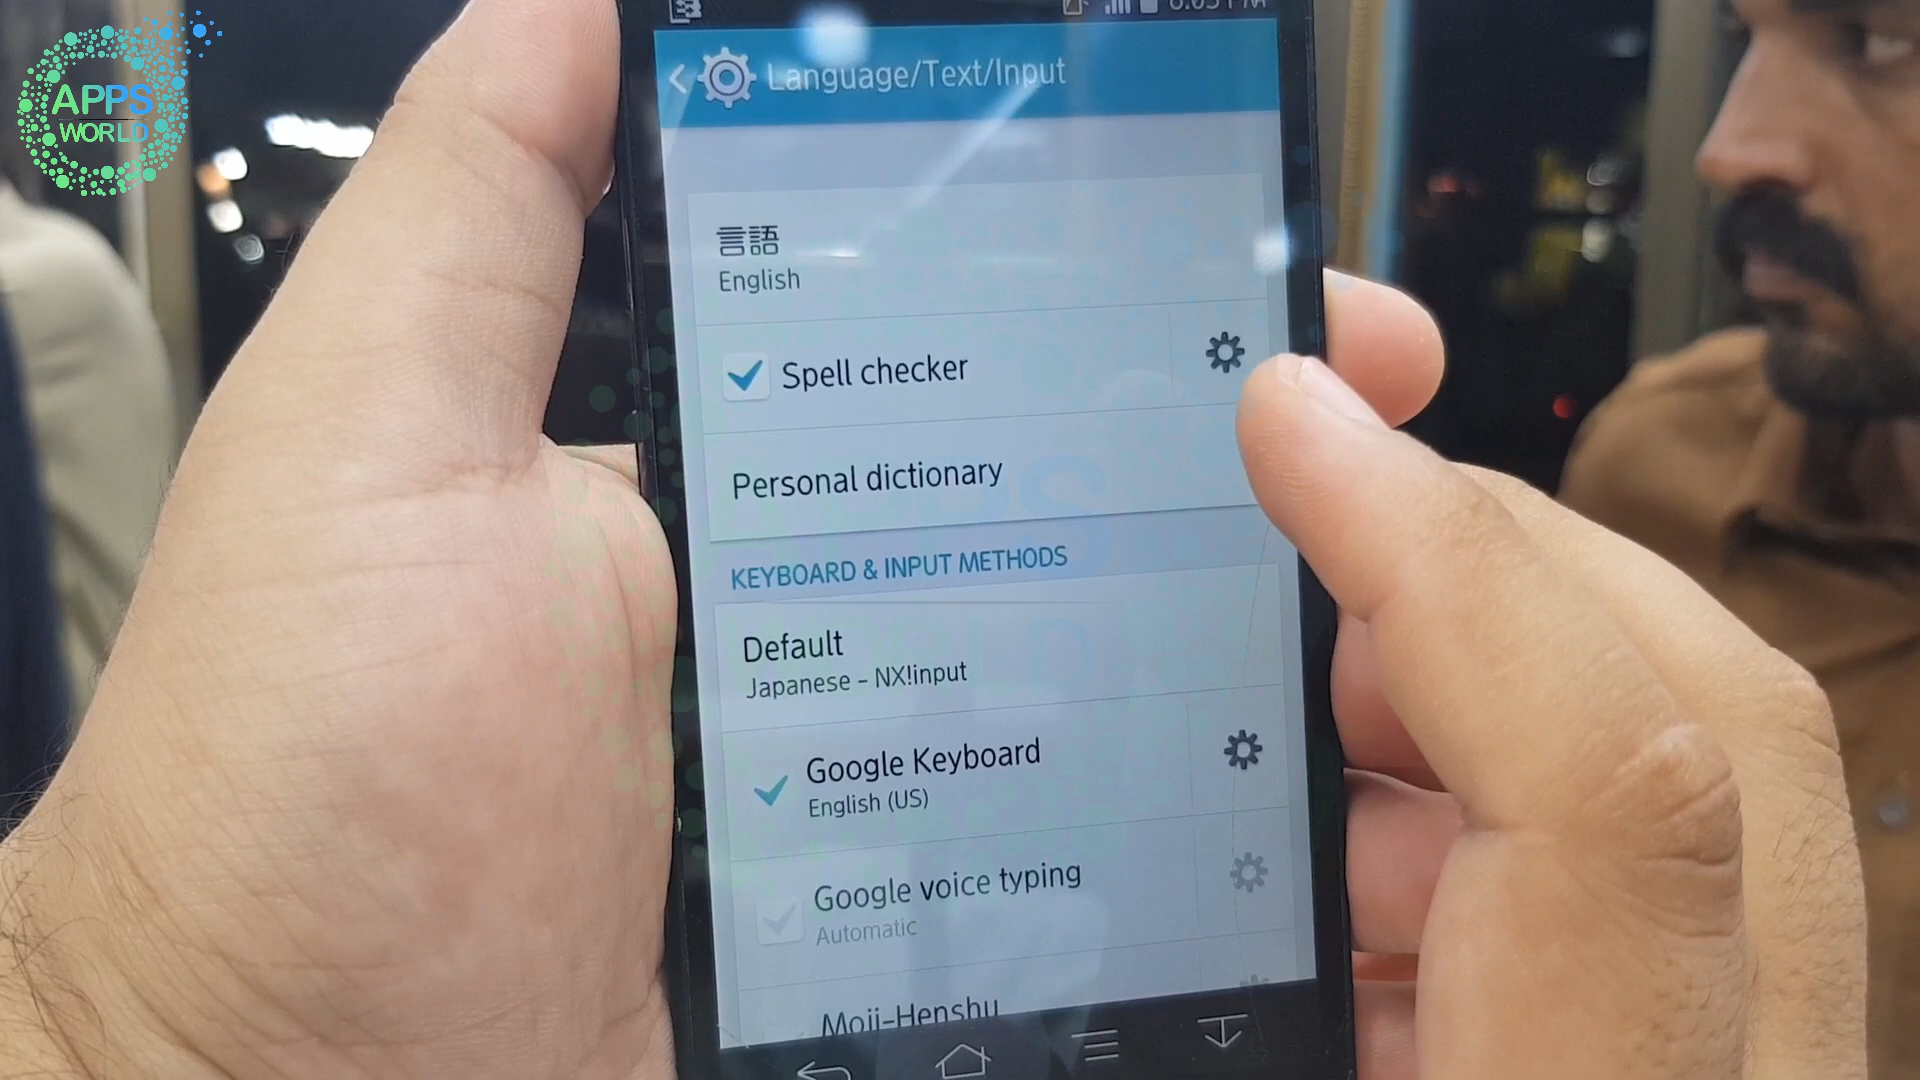 APPS
WORLD
Language/Text/Input
言語
English
Spell checker
Personal dictionary
KEYBOARD & INPUT METHODS
Default
Japanese - NX!input
Google Keyboard
English (US)
Google voice typing
Automatic
Moji-Henshu